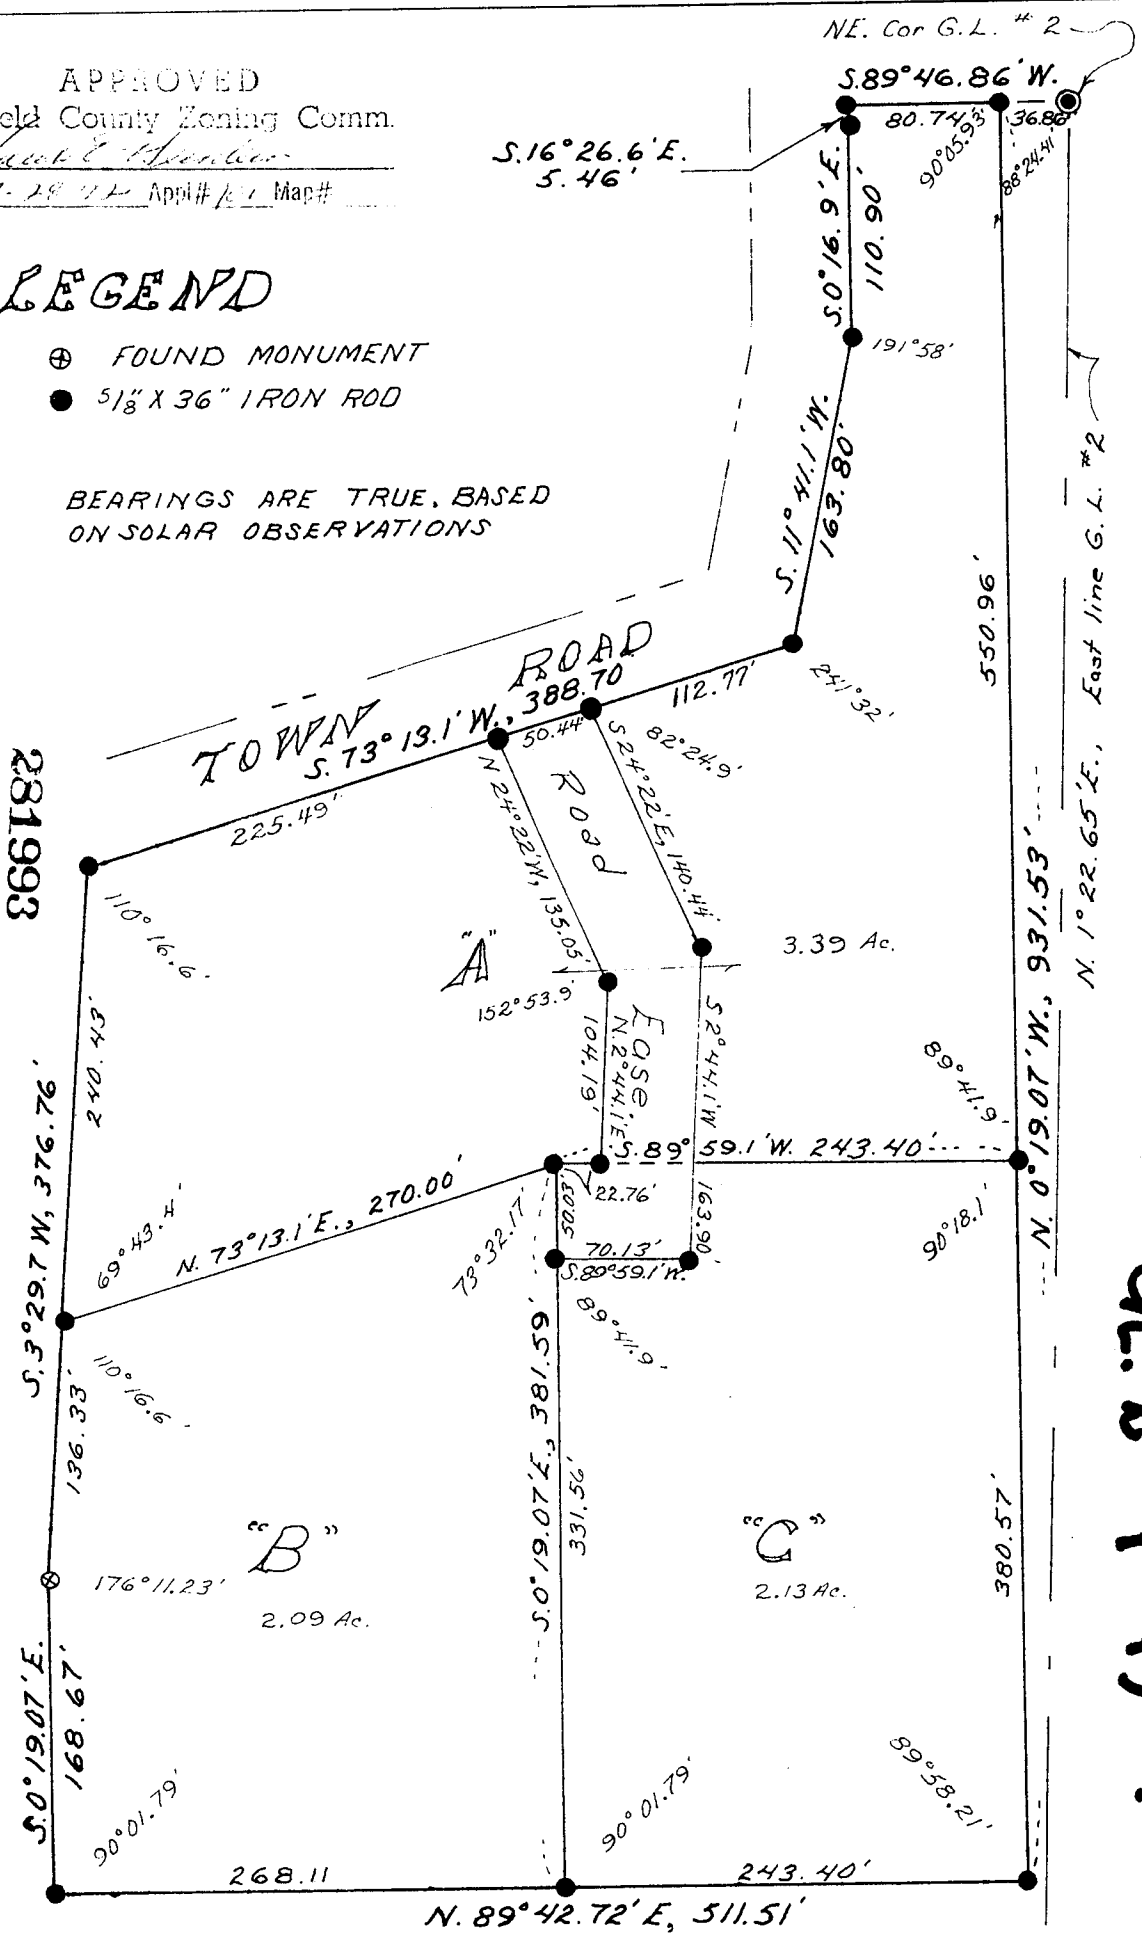 NE. Cor G.L. # 2
APPROVED
County Zoning Comm.
Appl# Map#
S.89°46.86'W.
80.74'
36.86'
90°05.93'
88°24.41'
S.16°26.6'E.
5.46'
S.0°16.9'E.
110.90'
191°58'
LEGEND
FOUND MONUMENT
5/8" X 36" IRON ROD
BEARINGS ARE TRUE, BASED
ON SOLAR OBSERVATIONS
S.11°41.1'W.
163.80'
550.96'
N.1°22.65'E., East line G.L. #2
TOWN ROAD
S.73°13.1'W., 388.70
225.49'
50.44'
112.77'
241°32'
82°24.9'
281993
110°16.6'
N 24°22'W, 135.05'
Road
S 24°22'E, 140.44'
"A"
3.39 Ac.
152°53.9'
Ease.
N.2°44.1'E.
104.19'
S 2°44.1'W
163.90'
240.43'
S.3°29.7'W, 376.76'
89°41.9'
N.0°19.07'W., 931.53'
S.89°59.1'W. 243.40'
22.76'
50.03'
70.13'
S.89°59.1'W.
N.73°13.1'E., 270.00'
69°43.4'
73°32.17'
90°18.1'
89°41.9'
110°16.6'
136.33'
S.0°19.07'E., 381.59'
331.56'
380.57'
"B"
2.09 Ac.
"C"
2.13 Ac.
176°11.23'
S.0°19.07'E.
168.67'
90°01.79'
90°01.79'
89°58.21'
268.11
243.40'
N.89°42.72'E, 511.51'